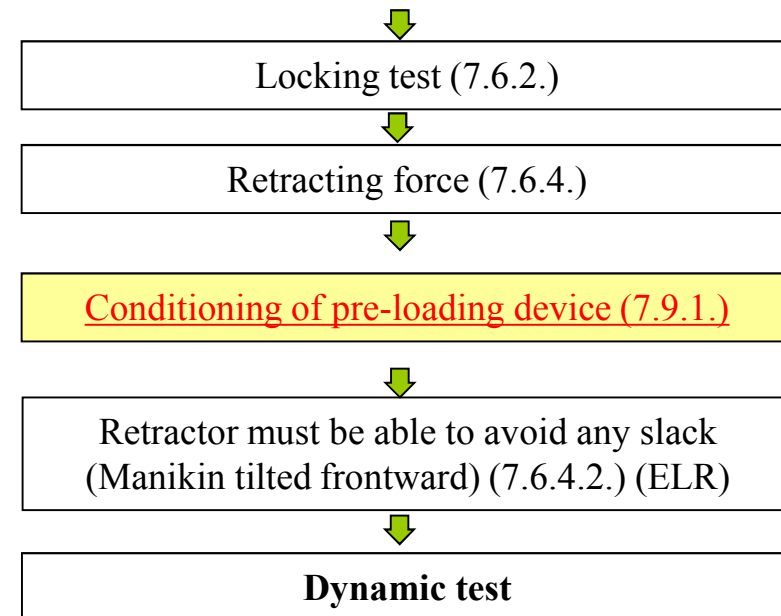 Locking test (7.6.2.)
Retracting force (7.6.4.)
Conditioning of pre-loading device (7.9.1.)
Retractor must be able to avoid any slack
(Manikin tilted frontward) (7.6.4.2.) (ELR)
Dynamic test